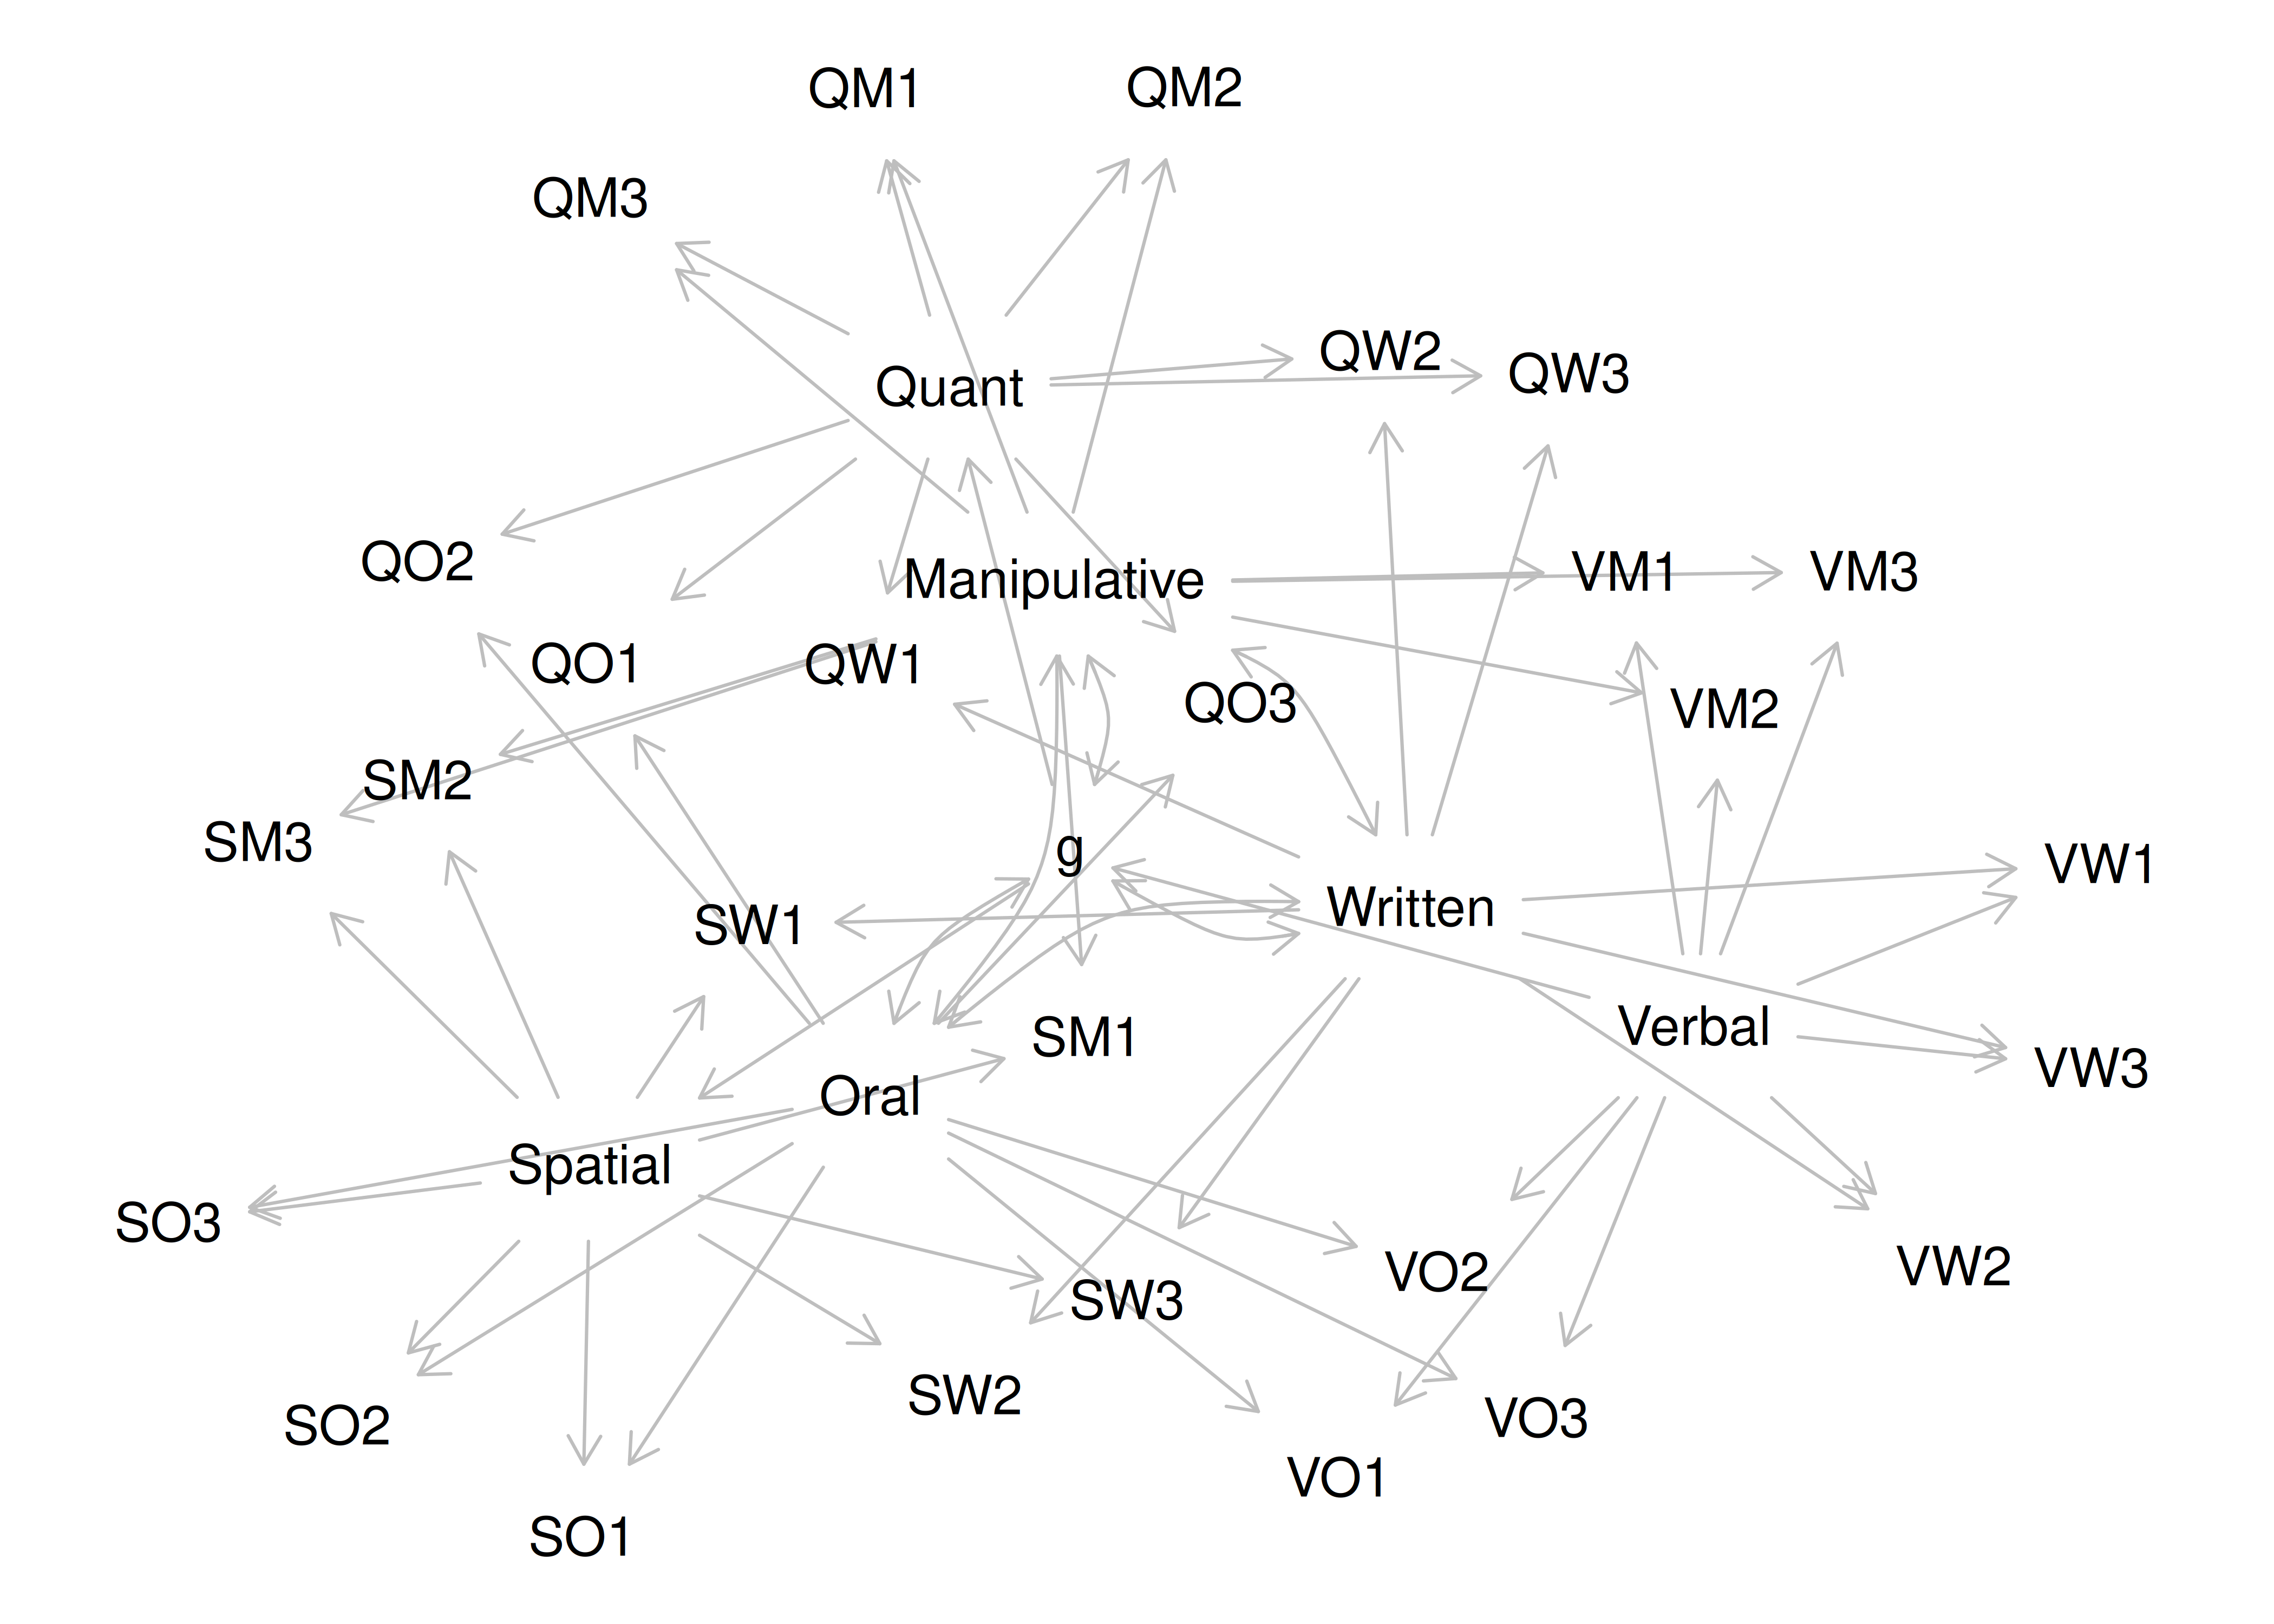 QM1
QM2
QM3
QW2
QW3
Quant
QO2
Manipulative
VM1
VM3
QO1
QW1
QO3
VM2
SM2
SM3
g
VW1
SW1
Written
Verbal
SM1
VW3
Oral
Spatial
SO3
VO2
VW2
SW3
SW2
VO3
SO2
VO1
SO1